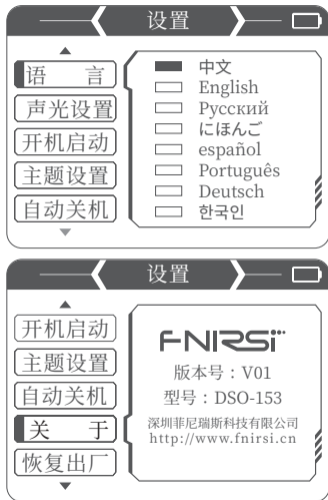 设置
语 言
声光设置
开机启动
主题设置
自动关机
中文
English
Русский
にほんご
español
Português
Deutsch
한국인
设置
开机启动
主题设置
自动关机
关 于
恢复出厂
FNIRSI
版本号：V01
型号：DSO-153
深圳菲尼瑞斯科技有限公司
http://www.fnirsi.cn